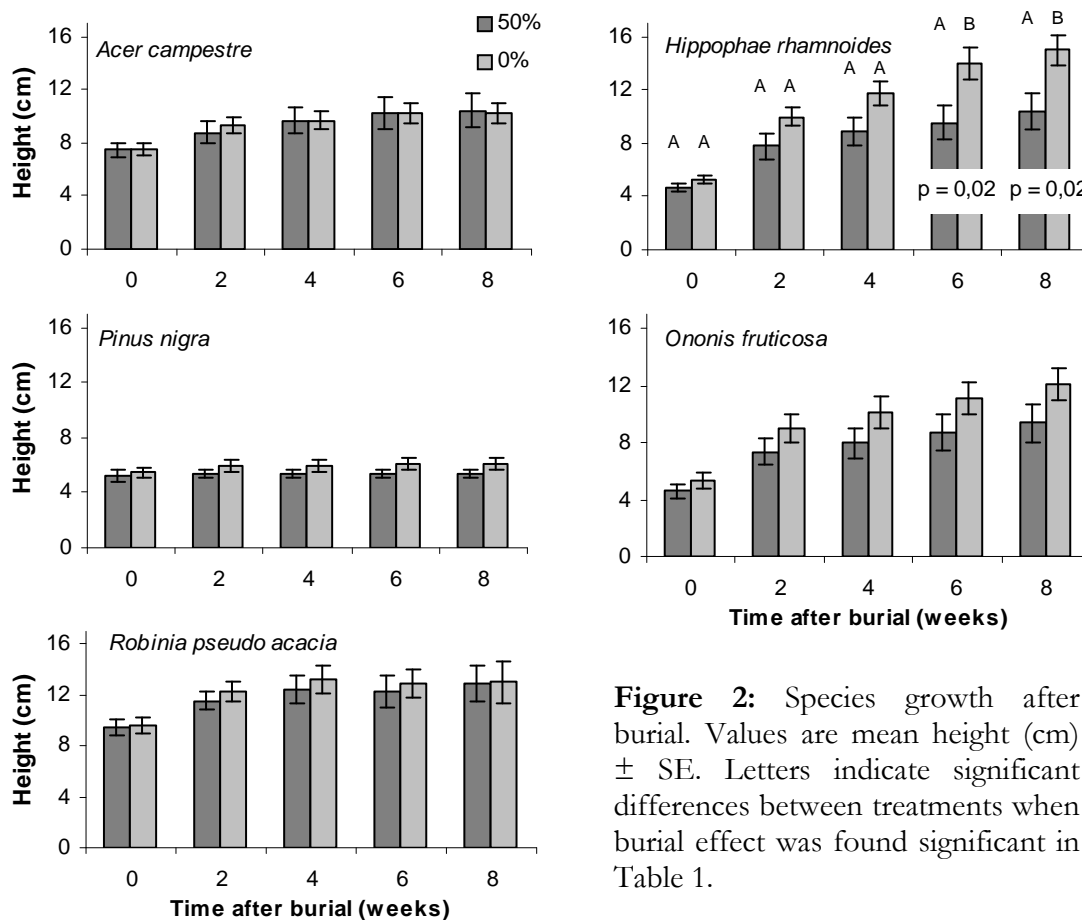 16
12
8
4
0
Height (cm)
Acer campestre
50%
0%
0 2 4 6 8
16
12
8
4
0
Hippophae rhamnoides
A A
A A
A A
A B
A B
p = 0,02 p = 0,02
0 2 4 6 8
16
12
8
4
0
Height (cm)
Pinus nigra
0 2 4 6 8
16
12
8
4
0
Ononis fruticosa
0 2 4 6 8
Time after burial (weeks)
16
12
8
4
0
Height (cm)
Robinia pseudo acacia
0 2 4 6 8
Time after burial (weeks)
Figure 2: Species growth after
burial. Values are mean height (cm)
± SE. Letters indicate significant
differences between treatments when
burial effect was found significant in
Table 1.